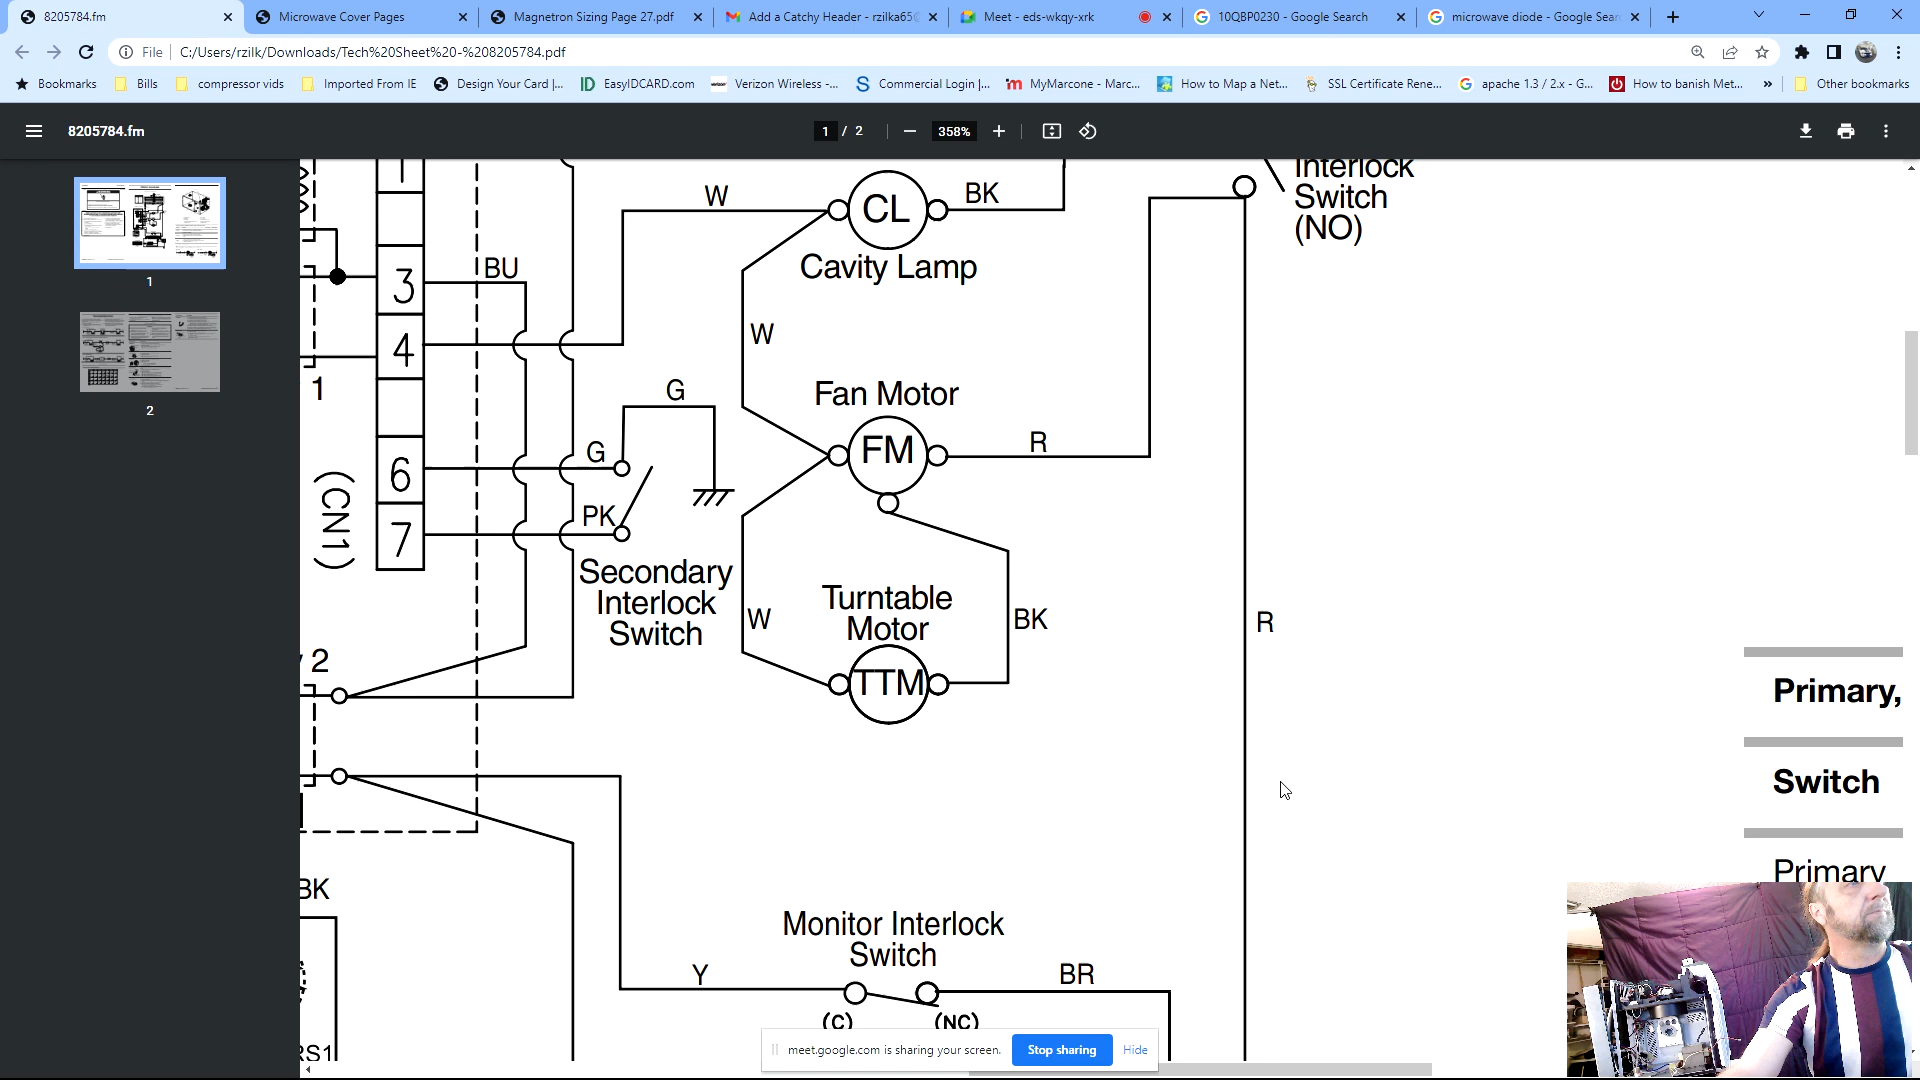 8205784.fm
Microwave Cover Pages
Magnetron Sizing Page 27.pdf
Add a Catchy Header - rzilka65@
Meet - eds-wkqy-xrk
10QBP0230 - Google Search
microwave diode - Google Sear
File
C:/Users/rzilk/Downloads/Tech%20Sheet%20-%208205784.pdf
Bookmarks
Bills
compressor vids
Imported From IE
Design Your Card |...
EasyIDCARD.com
Verizon Wireless -...
Commercial Login |...
MyMarcone - Marc...
How to Map a Net...
SSL Certificate Rene...
apache 1.3 / 2.x - G...
How to banish Met...
»
Other bookmarks
8205784.fm
1 / 2
358%
1
2
Interlock
Switch
(NO)
W
CL
BK
Cavity Lamp
BU
3
W
4
1
G
Fan Motor
G
FM
R
6
(CN1)
PK
7
Secondary
Interlock
Switch
Turntable
Motor
W
BK
R
2
TTM
Primary,
Switch
Primary
BK
Monitor Interlock
Switch
Y
BR
(C)
(NC)
RS1
meet.google.com is sharing your screen.
Stop sharing
Hide